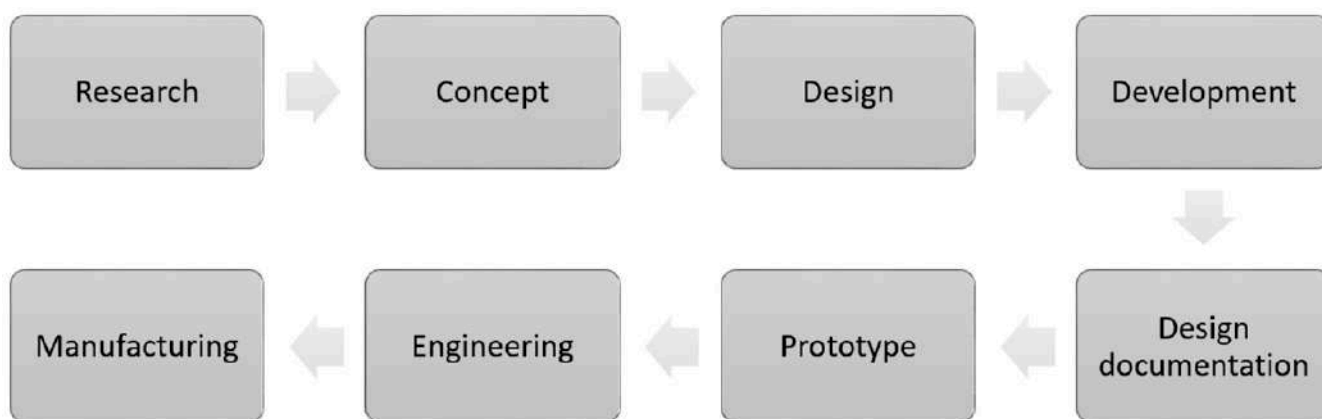 Research
Concept
Design
Development
Design
documentation
Prototype
Engineering
Manufacturing